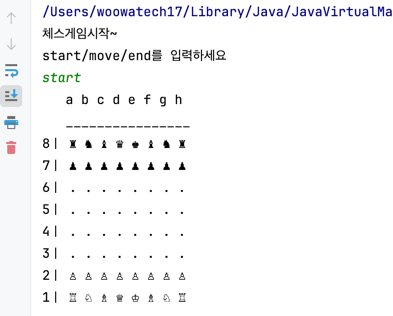 /Users/woowatech17/Library/Java/JavaVirtualMa
체스게임시작~
start/move/end를 입력하세요
start
a b c d e f g h
________________
8| ♜ ♞ ♝ ♛ ♚ ♝ ♞ ♜
7| ♟ ♟ ♟ ♟ ♟ ♟ ♟ ♟
6| . . . . . . . .
5| . . . . . . . .
4| . . . . . . . .
3| . . . . . . . .
2| ♙ ♙ ♙ ♙ ♙ ♙ ♙ ♙
1| ♖ ♘ ♗ ♕ ♔ ♗ ♘ ♖